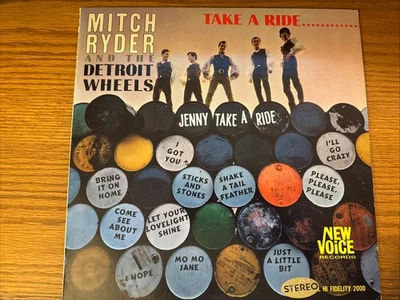 MITCH
RYDER
AND THE
DETROIT
WHEELS
TAKE A RIDE............
JENNY TAKE A RIDE
I
GOT
YOU
I'LL
GO
CRAZY
BRING
IT ON
HOME
STICKS
AND
STONES
SHAKE
A TAIL
FEATHER
PLEASE,
PLEASE,
PLEASE
COME
SEE
ABOUT
ME
LET YOUR
LOVELIGHT
SHINE
I HOPE
MO MO
JANE
JUST
A LITTLE
BIT
NEW
VOICE
RECORDS
STEREO
HI FIDELITY 2000